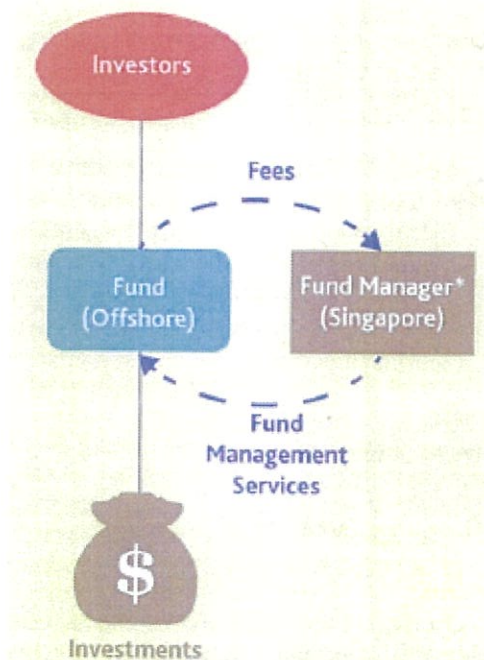 Investors
Fees
Fund
(Offshore)
Fund Manager*
(Singapore)
Fund
Management
Services
$
Investments